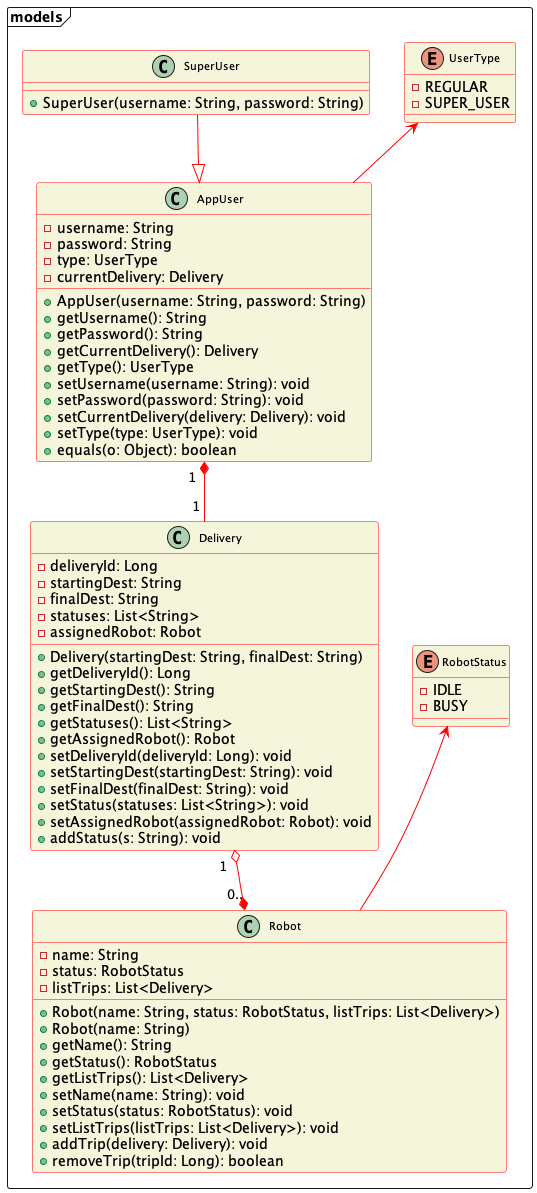 models
C SuperUser
SuperUser(username: String, password: String)
E UserType
REGULAR
SUPER_USER
C AppUser
username: String
password: String
type: UserType
currentDelivery: Delivery
AppUser(username: String, password: String)
getUsername(): String
getPassword(): String
getCurrentDelivery(): Delivery
getType(): UserType
setUsername(username: String): void
setPassword(password: String): void
setCurrentDelivery(delivery: Delivery): void
setType(type: UserType): void
equals(o: Object): boolean
1
1
C Delivery
deliveryId: Long
startingDest: String
finalDest: String
statuses: List<String>
assignedRobot: Robot
Delivery(startingDest: String, finalDest: String)
getDeliveryId(): Long
getStartingDest(): String
getFinalDest(): String
getStatuses(): List<String>
getAssignedRobot(): Robot
setDeliveryId(deliveryId: Long): void
setStartingDest(startingDest: String): void
setFinalDest(finalDest: String): void
setStatus(statuses: List<String>): void
setAssignedRobot(assignedRobot: Robot): void
addStatus(s: String): void
E RobotStatus
IDLE
BUSY
1
0..
C Robot
name: String
status: RobotStatus
listTrips: List<Delivery>
Robot(name: String, status: RobotStatus, listTrips: List<Delivery>)
Robot(name: String)
getName(): String
getStatus(): RobotStatus
getListTrips(): List<Delivery>
setName(name: String): void
setStatus(status: RobotStatus): void
setListTrips(listTrips: List<Delivery>): void
addTrip(delivery: Delivery): void
removeTrip(tripId: Long): boolean